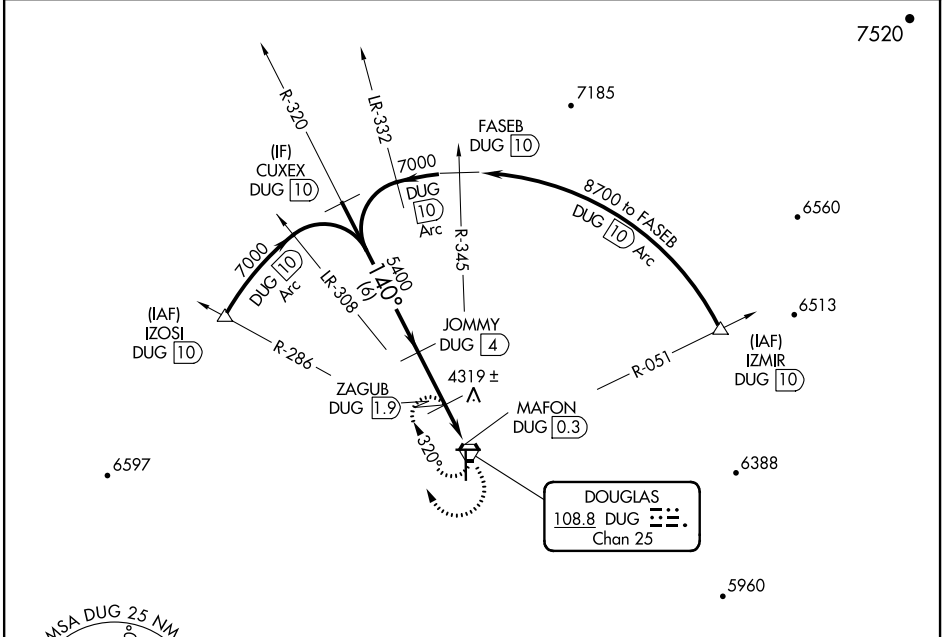 7520
7185
FASEB
DUG 10
R-320
LR-332
(IF)
CUXEX
DUG 10
7000
DUG
10
Arc
8700 to FASEB
DUG 10 Arc
6560
7000
DUG 10
Arc
LR-308
5400
140°
(6)
R-345
(IAF)
IZOSI
DUG 10
R-286
JOMMY
DUG 4
6513
(IAF)
IZMIR
DUG 10
R-051
ZAGUB
DUG 1.9
4319 ±
MAFON
DUG 0.3
320°
6597
6388
DOUGLAS
108.8 DUG
Chan 25
5960
MSA DUG 25 NM